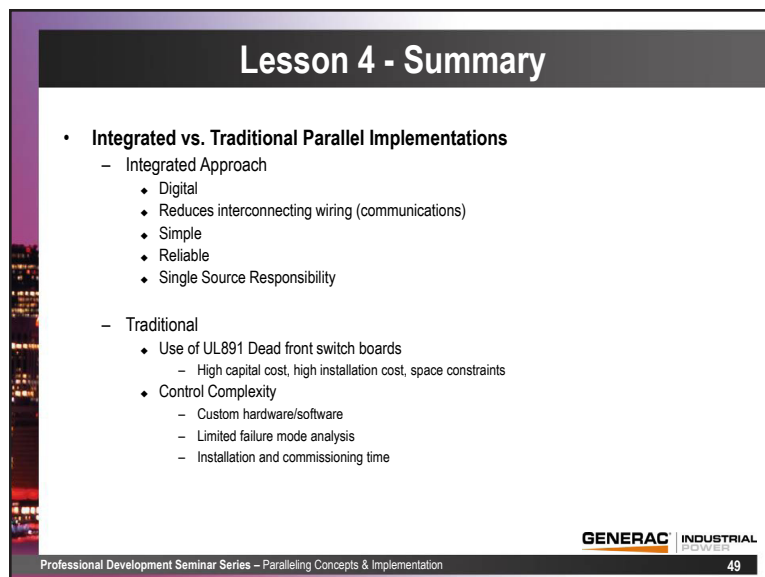 Lesson 4 - Summary
• Integrated vs. Traditional Parallel Implementations
– Integrated Approach
◆ Digital
◆ Reduces interconnecting wiring (communications)
◆ Simple
◆ Reliable
◆ Single Source Responsibility
– Traditional
◆ Use of UL891 Dead front switch boards
– High capital cost, high installation cost, space constraints
◆ Control Complexity
– Custom hardware/software
– Limited failure mode analysis
– Installation and commissioning time
GENERAC | INDUSTRIAL
POWER
Professional Development Seminar Series – Paralleling Concepts & Implementation 49